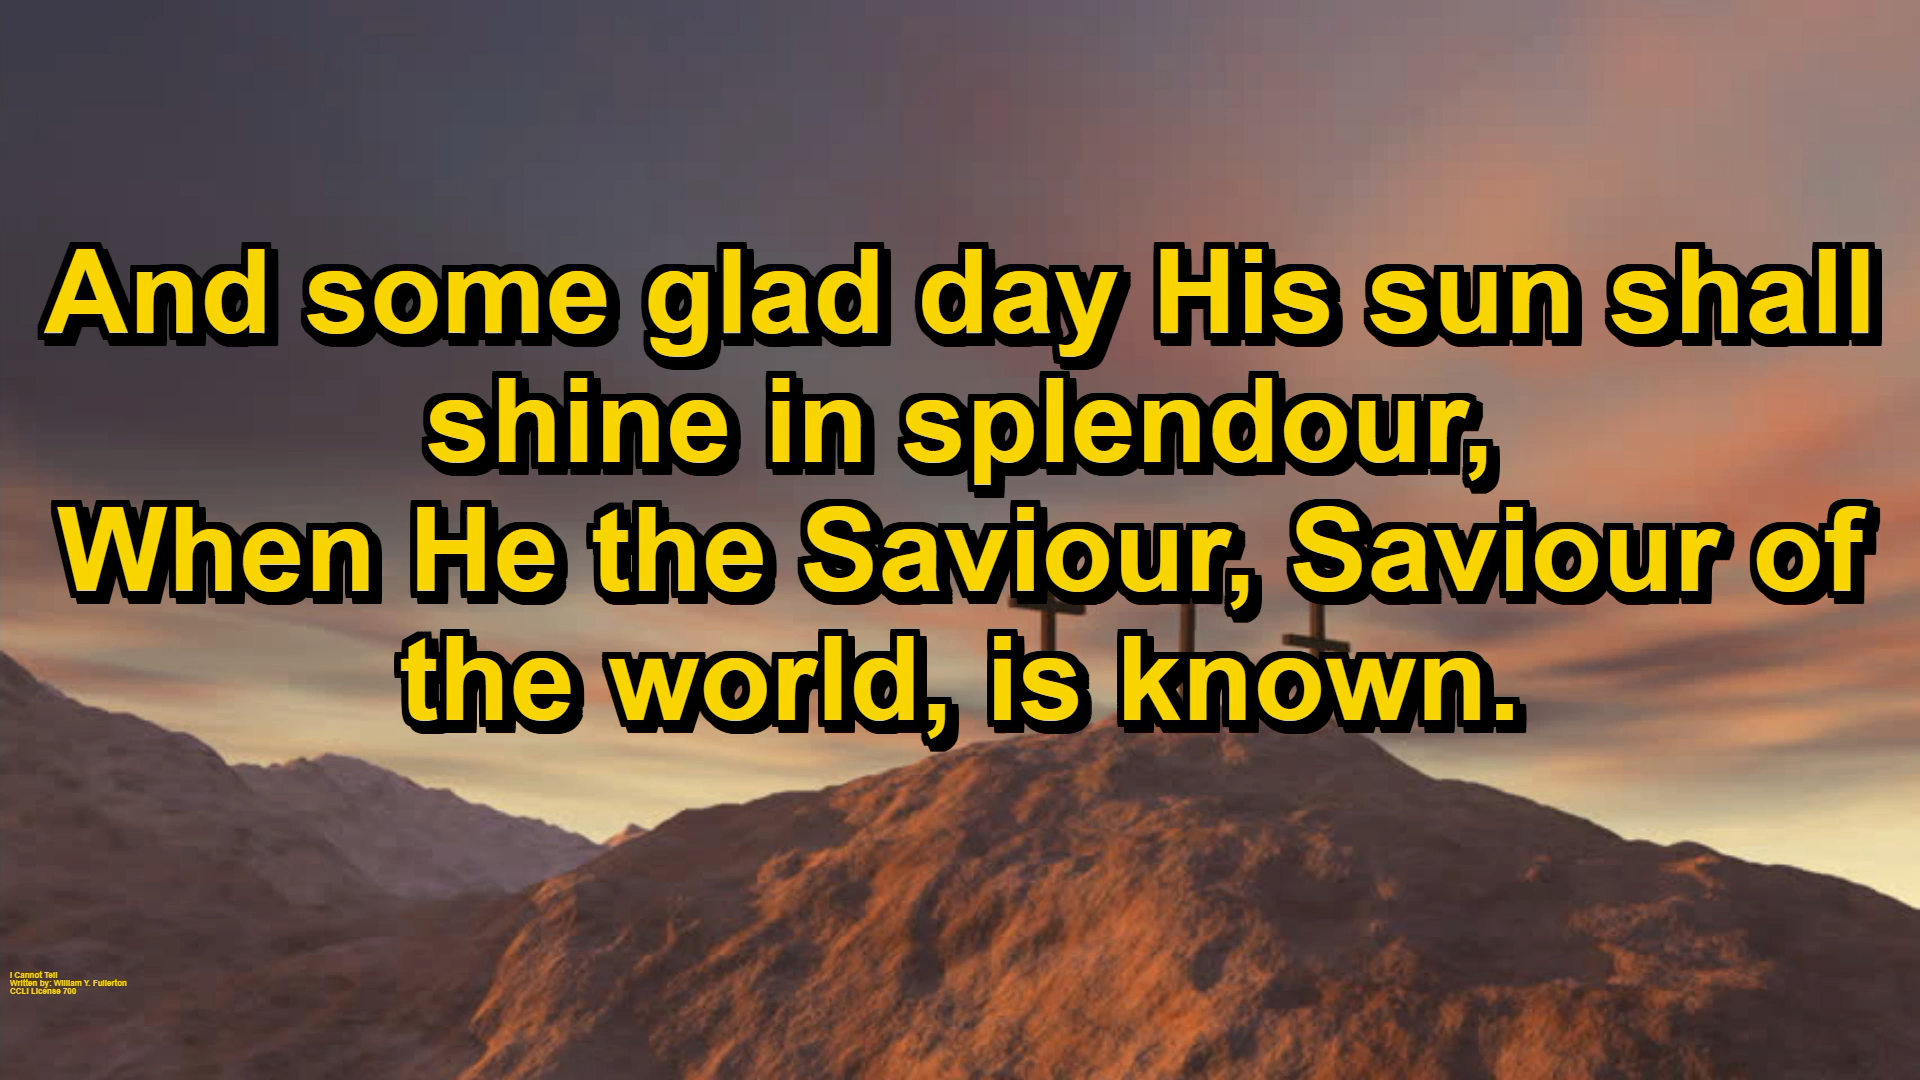 And some glad day His sun shall
shine in splendour,
When He the Saviour, Saviour of
the world, is known.
I Cannot Tell
Written by: William Y. Fullerton
CCLI License 700